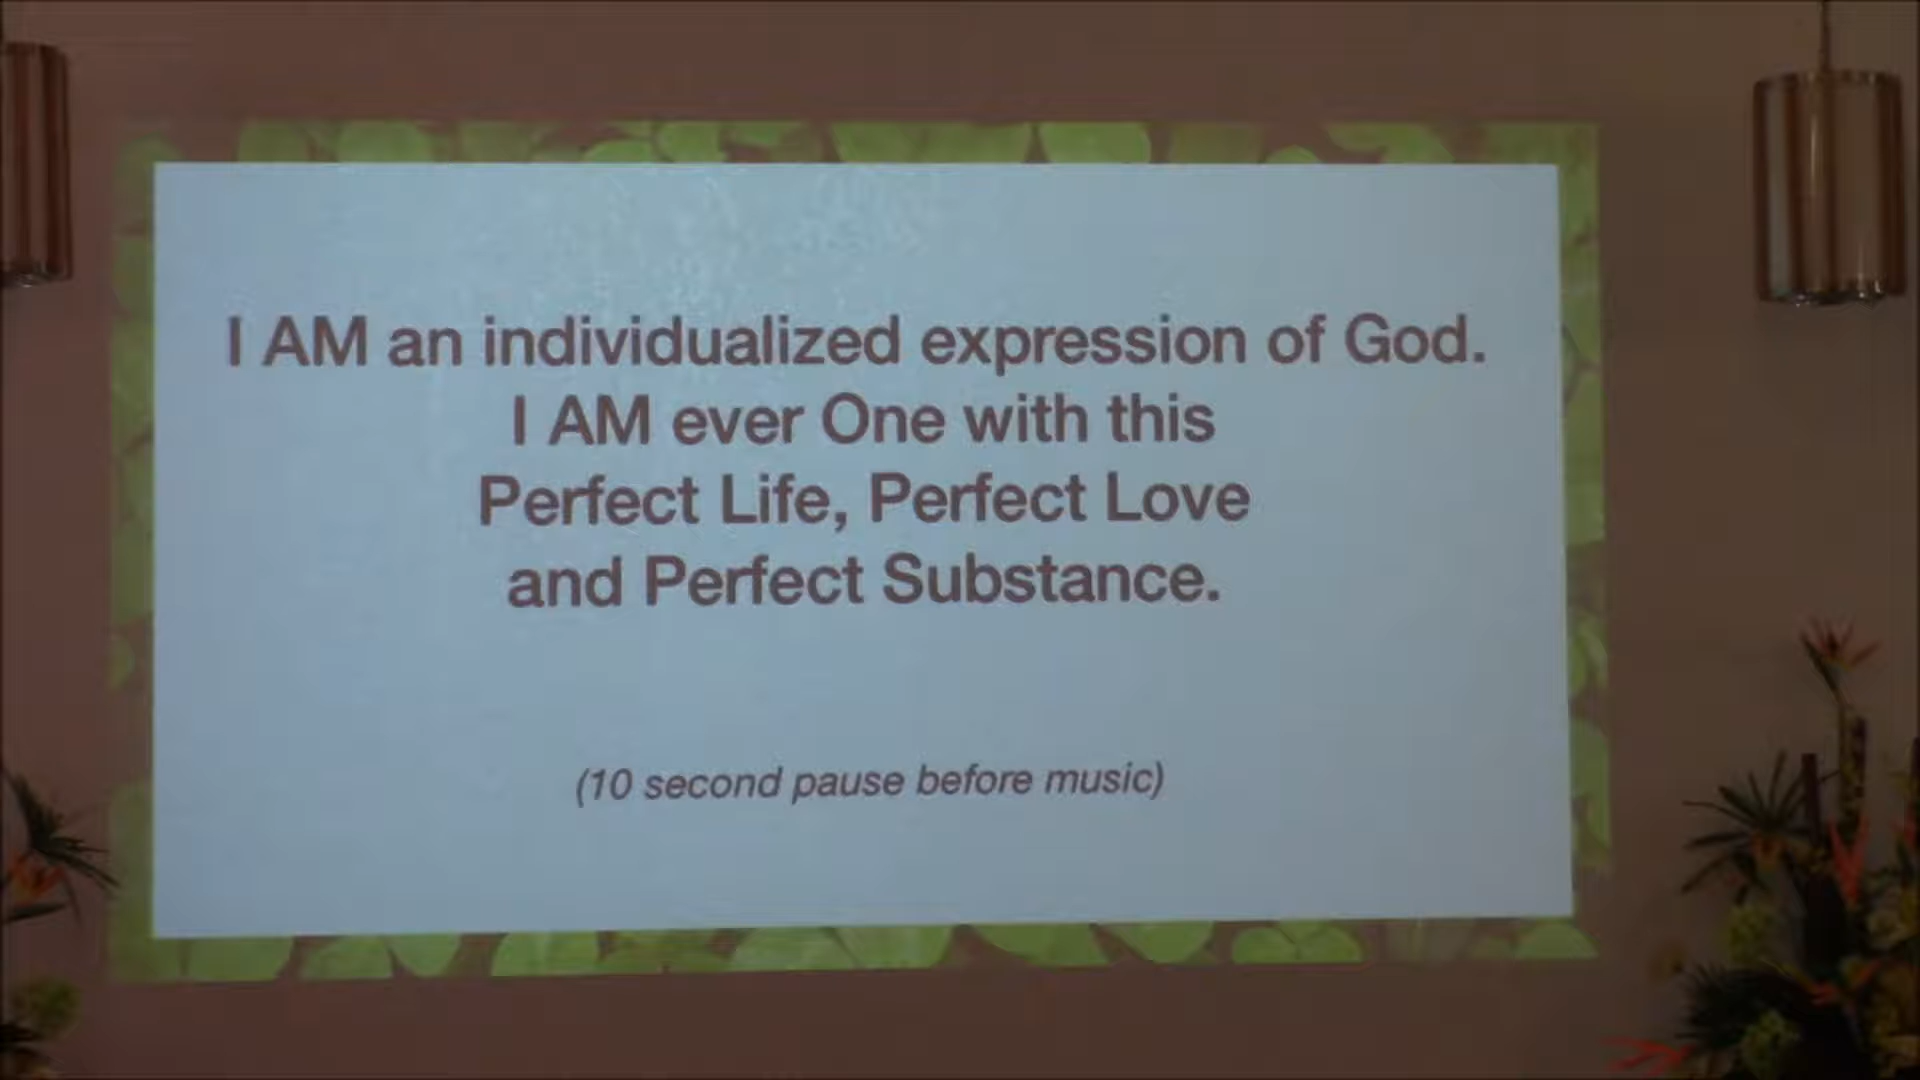 I AM an individualized expression of God.
I AM ever One with this
Perfect Life, Perfect Love
and Perfect Substance.
(10 second pause before music)